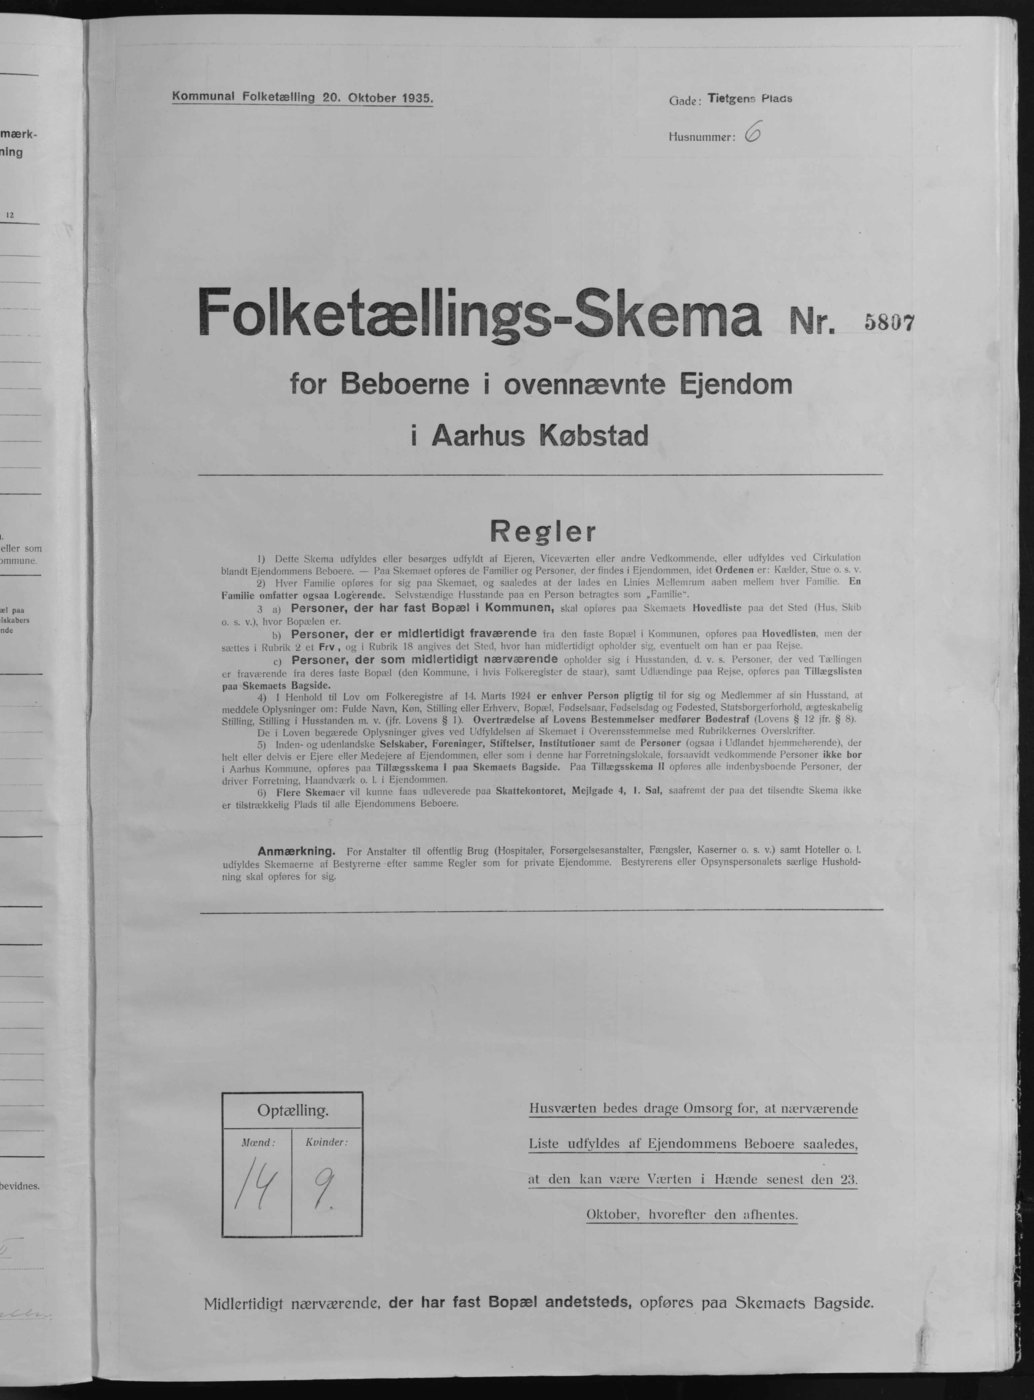 mærk-
ning
12
eller som
ommune.
æl paa
lskabers
nde
bevidnes.
Kommunal Folketælling 20. Oktober 1935.
Gade: Tietgens Plads
Husnummer: 6
Folketællings-Skema Nr. 5807
for Beboerne i ovennævnte Ejendom
i Aarhus Købstad
Regler
1) Dette Skema udfyldes eller besørges udfyldt af Ejeren, Viceværten eller andre Vedkommende, eller udfyldes ved Cirkulation
blandt Ejendommens Beboere. — Paa Skemaet opføres de Familier og Personer, der findes i Ejendommen, idet Ordenen er: Kælder, Stue o. s. v.
2) Hver Familie opføres for sig paa Skemaet, og saaledes at der lades en Linies Mellemrum aaben mellem hver Familie. En
Familie omfatter ogsaa Logerende. Selvstændige Husstande paa en Person betragtes som „Familie“.
3 a) Personer, der har fast Bopæl i Kommunen, skal opføres paa Skemaets Hovedliste paa det Sted (Hus, Skib
o. s. v.), hvor Bopælen er.
b) Personer, der er midlertidigt fraværende fra den faste Bopæl i Kommunen, opføres paa Hovedlisten, men der
sættes i Rubrik 2 et Frv., og i Rubrik 18 angives det Sted, hvor han midlertidigt opholder sig, eventuelt om han er paa Rejse.
c) Personer, der som midlertidigt nærværende opholder sig i Husstanden, d. v. s. Personer, der ved Tællingen
er fraværende fra deres faste Bopæl (den Kommune, i hvis Folkeregister de staar), samt Udlændinge paa Rejse, opføres paa Tillægslisten
paa Skemaets Bagside.
4) I Henhold til Lov om Folkeregistre af 14. Marts 1924 er enhver Person pligtig til for sig og Medlemmer af sin Husstand, at
meddele Oplysninger om: Fulde Navn, Køn, Stilling eller Erhverv, Bopæl, Fødselsaar, Fødselsdag og Fødested, Statsborgerforhold, ægteskabelig
Stilling, Stilling i Husstanden m. v. (jfr. Lovens § 1). Overtrædelse af Lovens Bestemmelser medfører Bødestraf (Lovens § 12 jfr. § 8).
De i Loven begærede Oplysninger gives ved Udfyldelsen af Skemaet i Overensstemmelse med Rubrikkernes Overskrifter.
5) Inden- og udenlandske Selskaber, Foreninger, Stiftelser, Institutioner samt de Personer (ogsaa i Udlandet hjemmehørende), der
helt eller delvis er Ejere eller Medejere af Ejendommen, eller som i denne har Forretningslokale, forsaavidt vedkommende Personer ikke bor
i Aarhus Kommune, opføres paa Tillægsskema I paa Skemaets Bagside. Paa Tillægsskema II opføres alle indenbysboende Personer, der
driver Forretning, Haandværk o. l. i Ejendommen.
6) Flere Skemaer vil kunne faas udleverede paa Skattekontoret, Mejlgade 4, 1. Sal, saafremt der paa det tilsendte Skema ikke
er tilstrækkelig Plads til alle Ejendommens Beboere.
Anmærkning. For Anstalter til offentlig Brug (Hospitaler, Forsørgelsesanstalter, Fængsler, Kaserner o. s. v.) samt Hoteller o. l.
udfyldes Skemaerne af Bestyrerne efter samme Regler som for private Ejendomme. Bestyrerens eller Opsynspersonalets særlige Hushold-
ning skal opføres for sig.
Optælling.
Mænd: Kvinder:
14 9.
Husværten bedes drage Omsorg for, at nærværende
Liste udfyldes af Ejendommens Beboere saaledes,
at den kan være Værten i Hænde senest den 23.
Oktober, hvorefter den afhentes.
Midlertidigt nærværende, der har fast Bopæl andetsteds, opføres paa Skemaets Bagside.